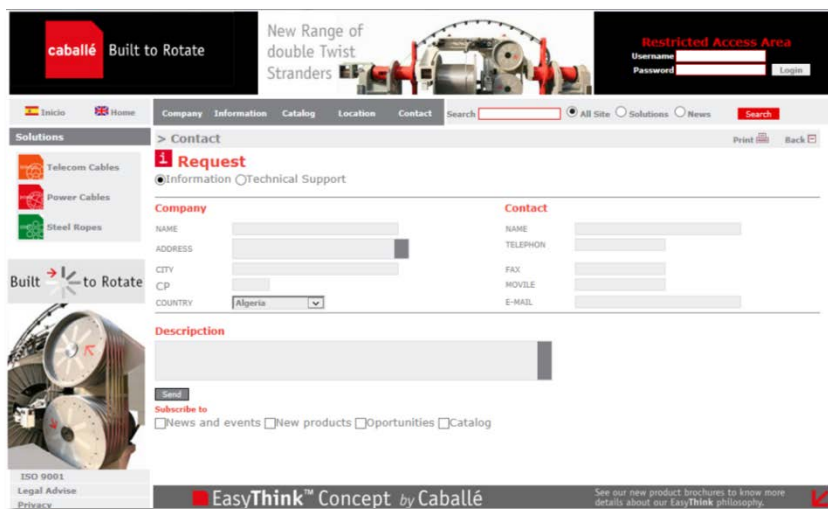 caballé Built to Rotate
New Range of
double Twist
Stranders
Restricted Access Area
Username
Password
Login
Inicio Home
Company Information Catalog Location Contact Search All Site Solutions News Search
Solutions
> Contact
Print Back
Telecom Cables
Power Cables
Steel Ropes
Built to Rotate
i Request
Information Technical Support
Company
NAME
ADDRESS
CITY
CP
COUNTRY Algeria
Contact
NAME
TELEPHON
FAX
MOVILE
E-MAIL
Descripction
Send
Subscribe to
News and events New products Oportunities Catalog
ISO 9001
Legal Advise
Privacy
EasyThink™ Concept by Caballé
See our new product brochures to know more
details about our EasyThink philosophy.